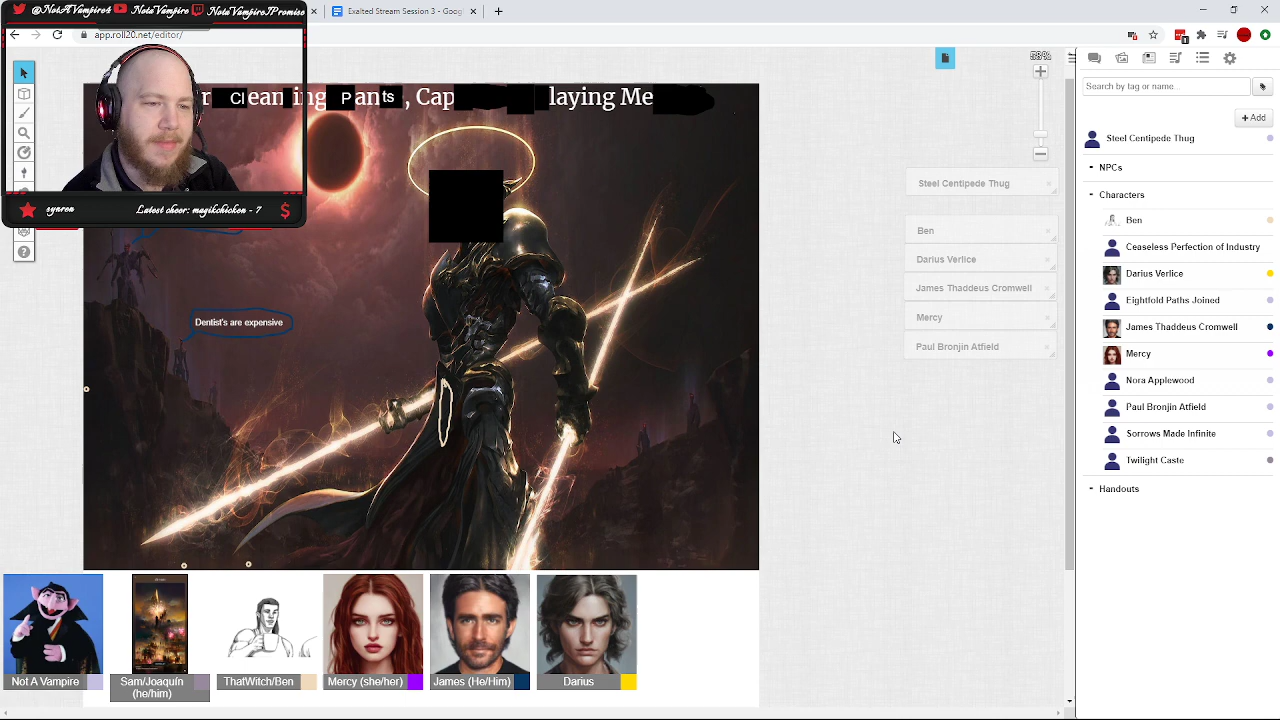 @NotAVampire4 NotAVampire NotaVampireIPromise
Exalted Stream Session 3 - Goog
app.roll20.net/editor/
Cleaning Pants, Cap laying Me
synren
Latest cheer: magikchicken - 7
Dentist's are expensive
Steel Centipede Thug
Ben
Darius Verlice
James Thaddeus Cromwell
Mercy
Paul Bronjin Atfield
Search by tag or name...
+ Add
Steel Centipede Thug
NPCs
Characters
Ben
Ceaseless Perfection of Industry
Darius Verlice
Eightfold Paths Joined
James Thaddeus Cromwell
Mercy
Nora Applewood
Paul Bronjin Atfield
Sorrows Made Infinite
Twilight Caste
Handouts
Not A Vampire
Sam/Joaquin
(he/him)
ThatWitch/Ben
Mercy (she/her)
James (He/Him)
Darius